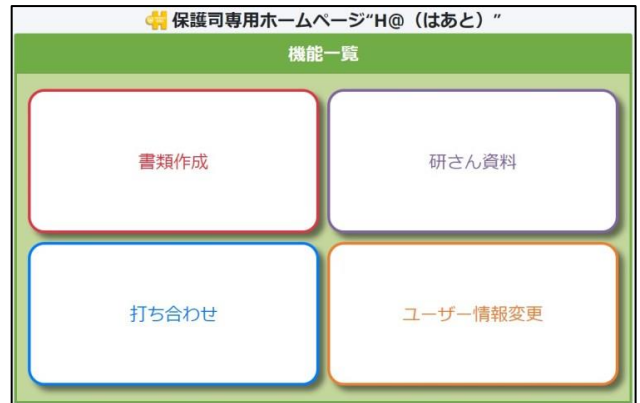 保護司専用ホームページ“H@（はあと）”
機能一覧
書類作成
研さん資料
打ち合わせ
ユーザー情報変更